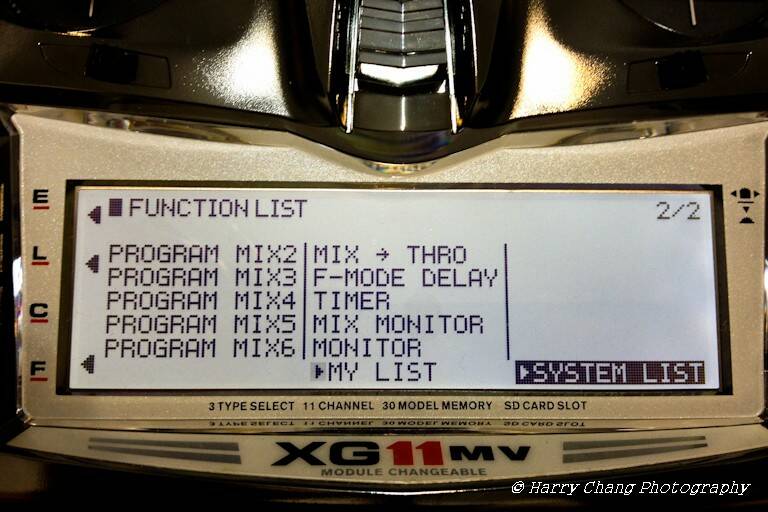 FUNCTION LIST 2/2
PROGRAM MIX2 MIX → THRO
PROGRAM MIX3 F-MODE DELAY
PROGRAM MIX4 TIMER
PROGRAM MIX5 MIX MONITOR
PROGRAM MIX6 MONITOR
MY LIST SYSTEM LIST
E
L
C
F
3 TYPE SELECT 11 CHANNEL 30 MODEL MEMORY SD CARD SLOT
XG11MV
MODULE CHANGEABLE
© Harry Chang Photography